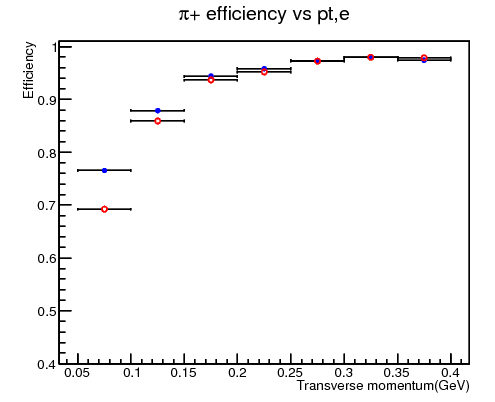 π+ efficiency vs pt,e
Efficiency
1
0.9
0.8
0.7
0.6
0.5
0.4
0.05 0.1 0.15 0.2 0.25 0.3 0.35 0.4
Transverse momentum(GeV)